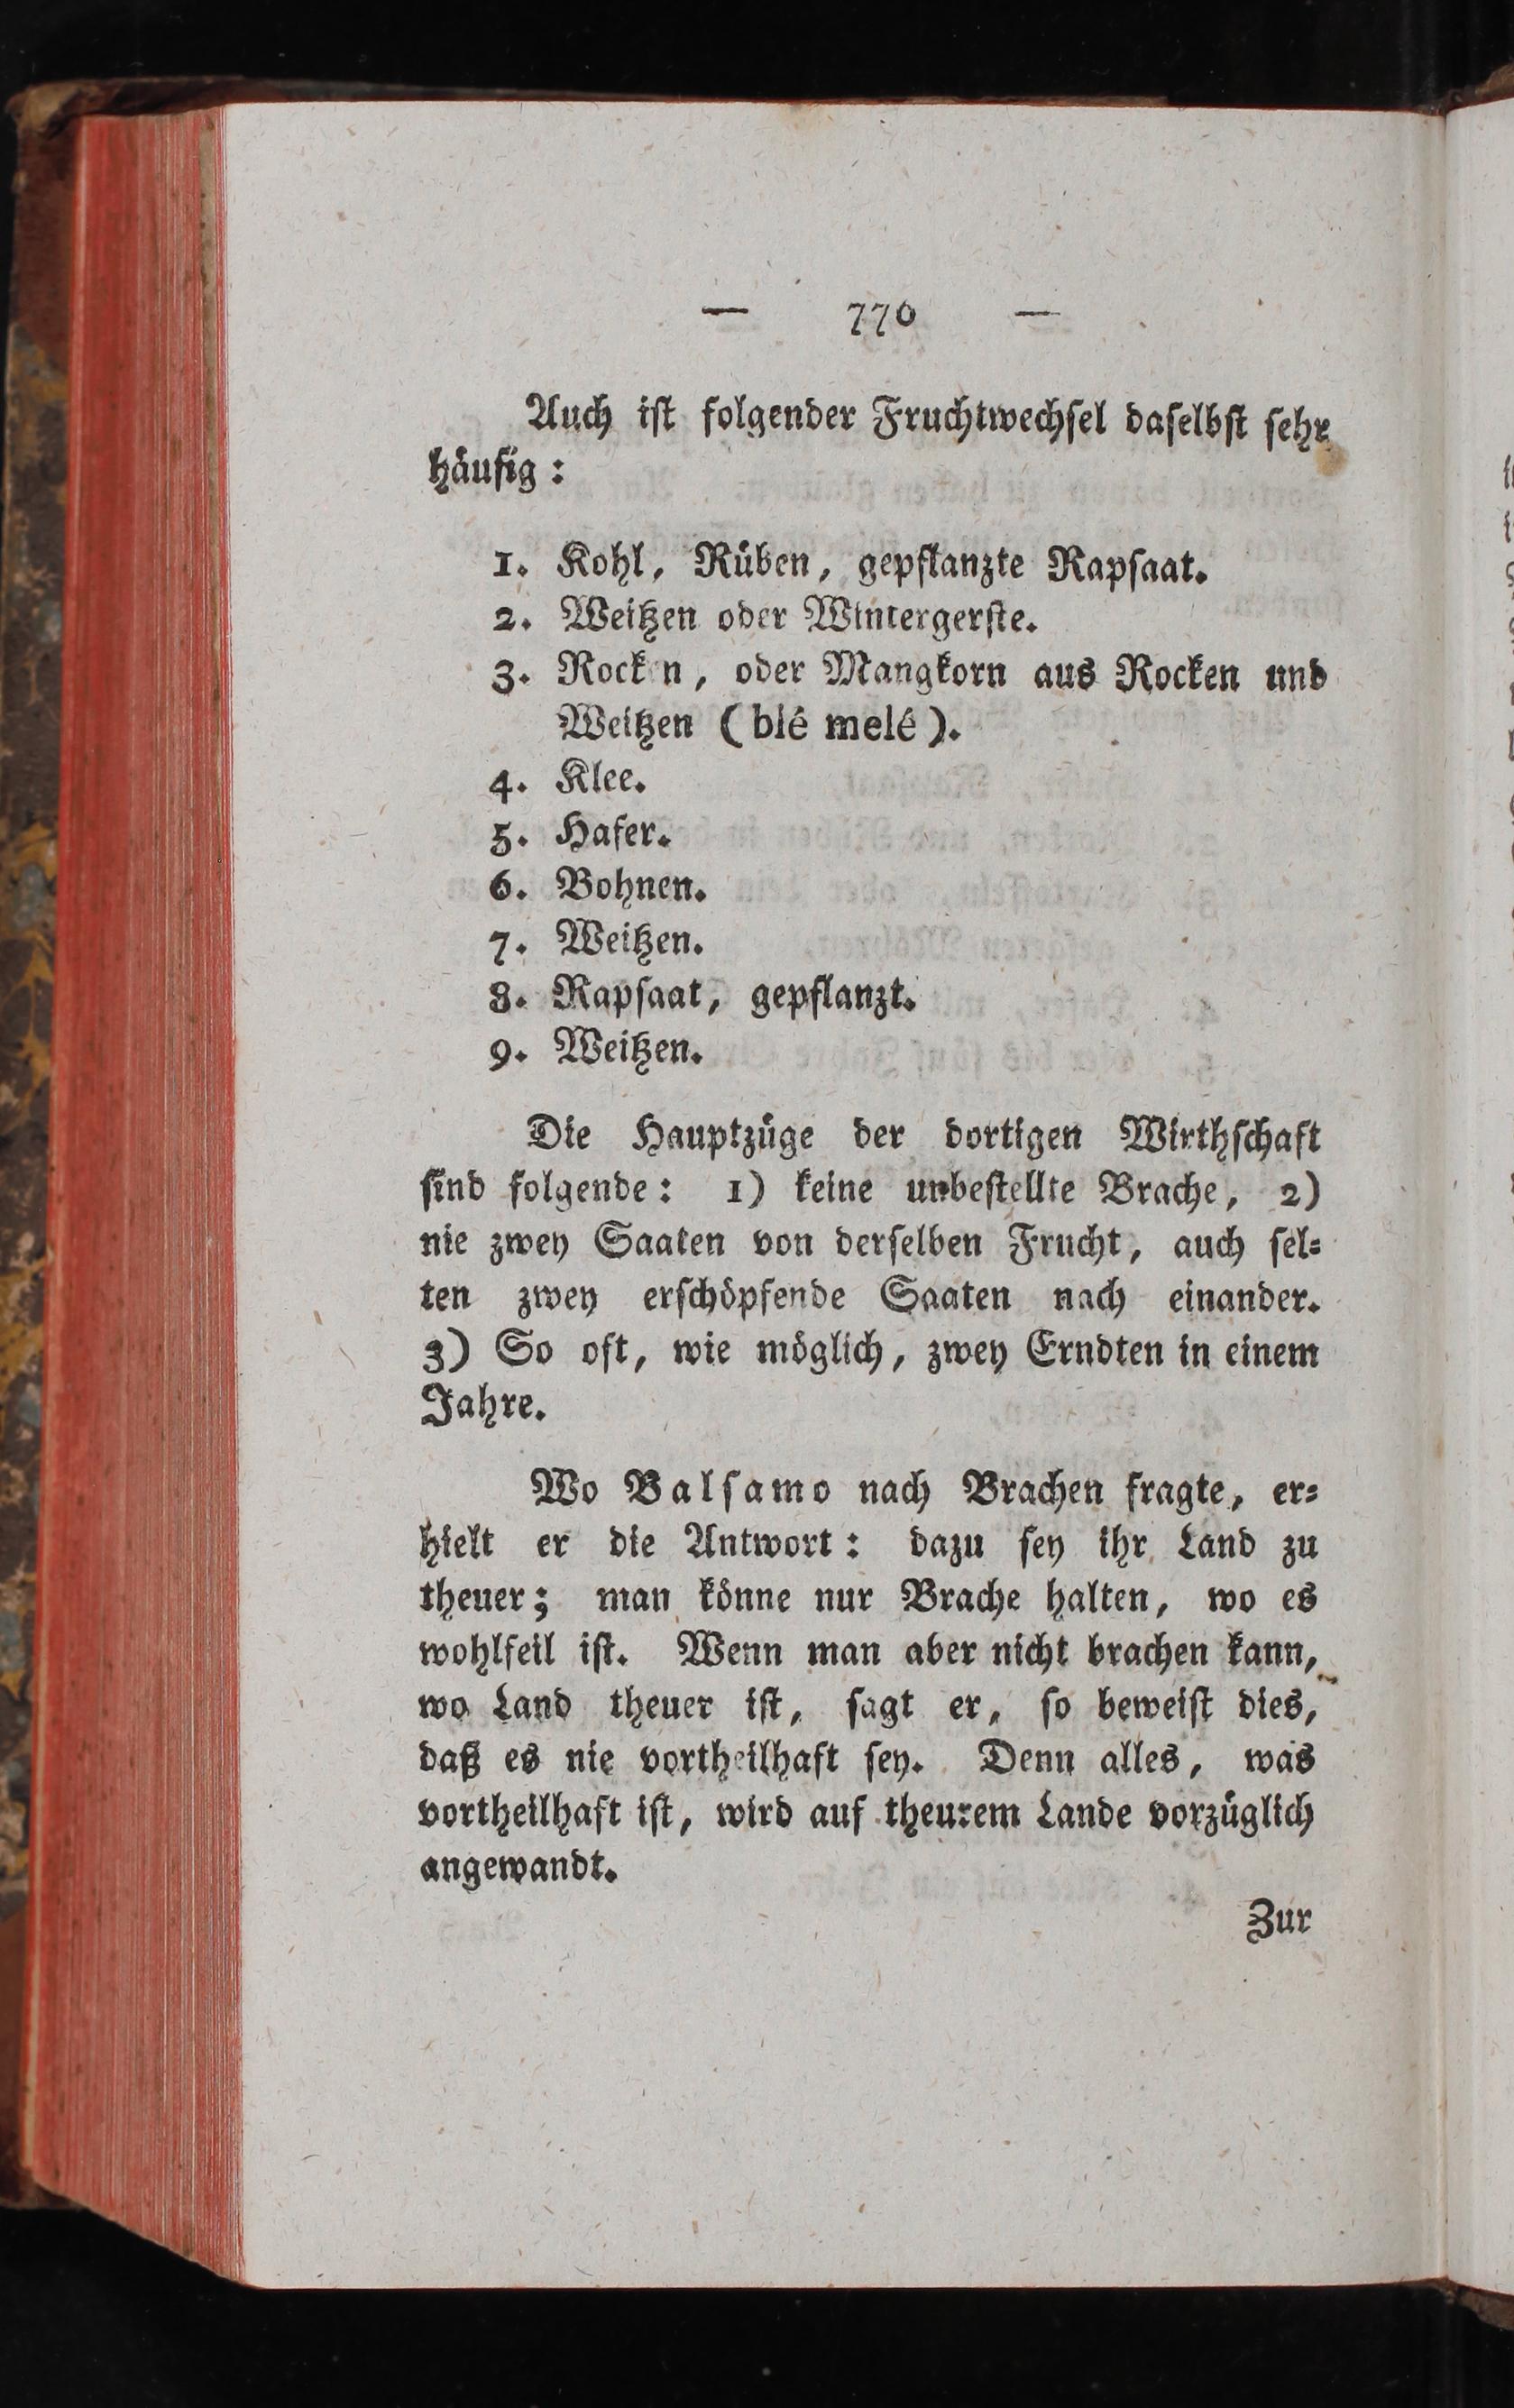 — 770 —
Auch ist folgender Fruchtwechsel daselbst sehr
häufig:
1. Kohl, Rüben, gepflanzte Rapsaat.
2. Weitzen oder Wintergerste.
3. Rocken, oder Mangkorn aus Rocken und
Weitzen (blé melé).
4. Klee.
5. Hafer.
6. Bohnen.
7. Weitzen.
8. Rapsaat, gepflanzt.
9. Weitzen.
Die Hauptzüge der dortigen Wirthschaft
sind folgende: 1) keine unbestellte Brache, 2)
nie zwey Saaten von derselben Frucht, auch sel=
ten zwey erschöpfende Saaten nach einander.
3) So oft, wie möglich, zwey Erndten in einem
Jahre.
Wo Balsamo nach Brachen fragte, er=
hielt er die Antwort: dazu sey ihr Land zu
theuer; man könne nur Brache halten, wo es
wohlfeil ist. Wenn man aber nicht brachen kann,
wo Land theuer ist, sagt er, so beweist dies,
daß es nie vortheilhaft sey. Denn alles, was
vortheilhaft ist, wird auf theurem Lande vorzüglich
angewandt.
Zur